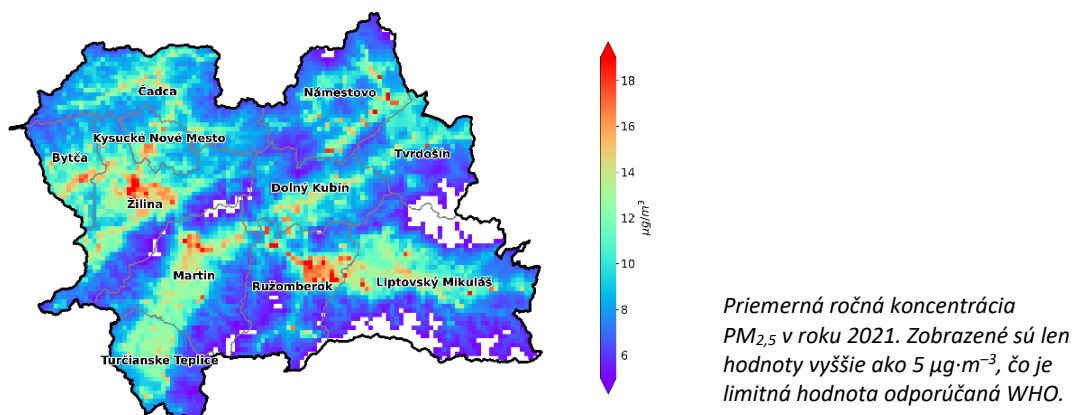 Čadca
Námestovo
Kysucké Nové Mesto
Bytča
Tvrdošín
Dolný Kubín
Žilina
Martin
Ružomberok
Liptovský Mikuláš
Turčianske Teplice
18
16
14
12
10
8
6
µg/m³
Priemerná ročná koncentrácia
PM2,5 v roku 2021. Zobrazené sú len
hodnoty vyššie ako 5 µg·m⁻³, čo je
limitná hodnota odporúčaná WHO.